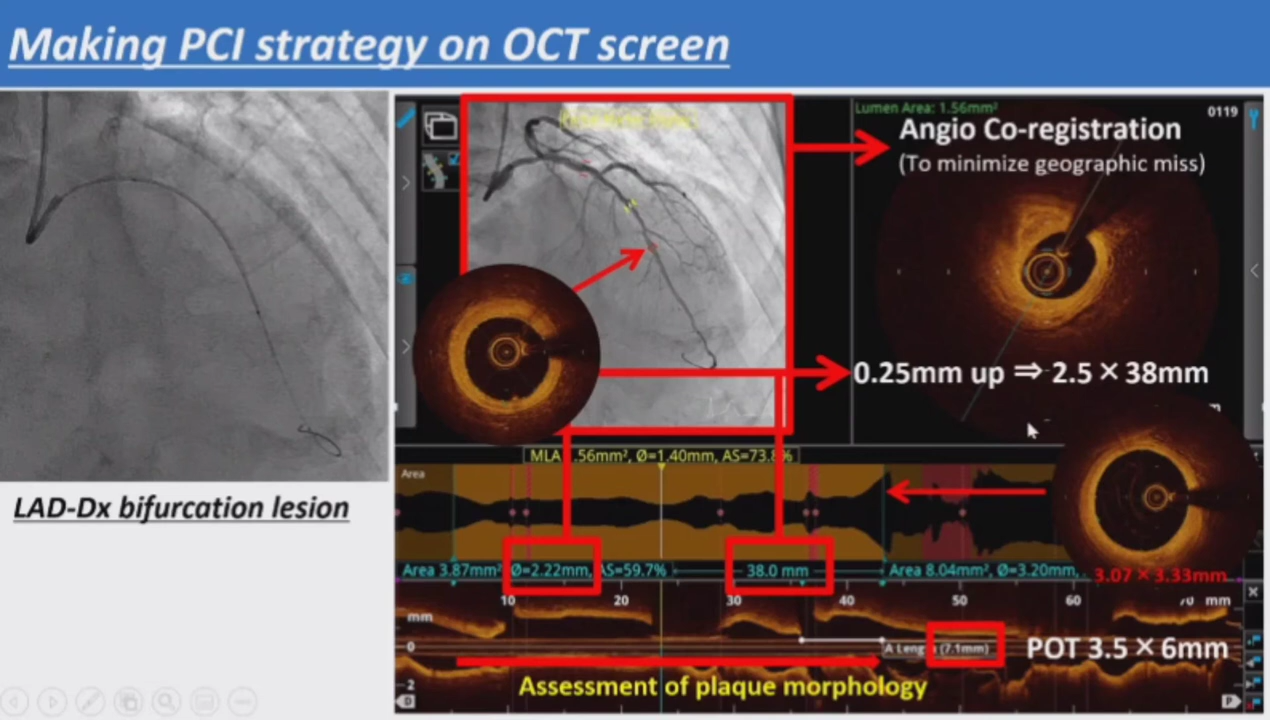 Making PCI strategy on OCT screen
Lumen Area: 1.56mm²
0119
Angio Co-registration
(To minimize geographic miss)
0.25mm up ⇒ 2.5×38mm
LAD-Dx bifurcation lesion
MLA .56mm², Ø=1.40mm, AS=73.8%
Area
Area 3.87mm² Ø=2.22mm, AS=59.7%
38.0 mm
Area 8.04mm², Ø=3.20mm,
3.07×3.33mm
10 20 30 40 50 60 70 mm
mm
0
2
A Leng (7.1mm)
POT 3.5×6mm
Assessment of plaque morphology
D
P